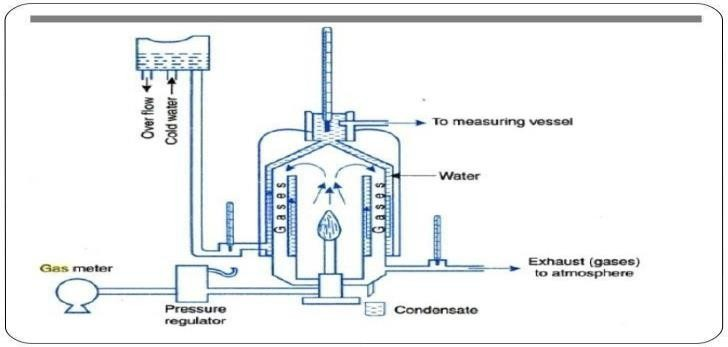 Over flow
Cold water
To measuring vessel
Water
Gases
Gases
Exhaust (gases)
to atmosphere
Gas meter
Pressure
regulator
Condensate